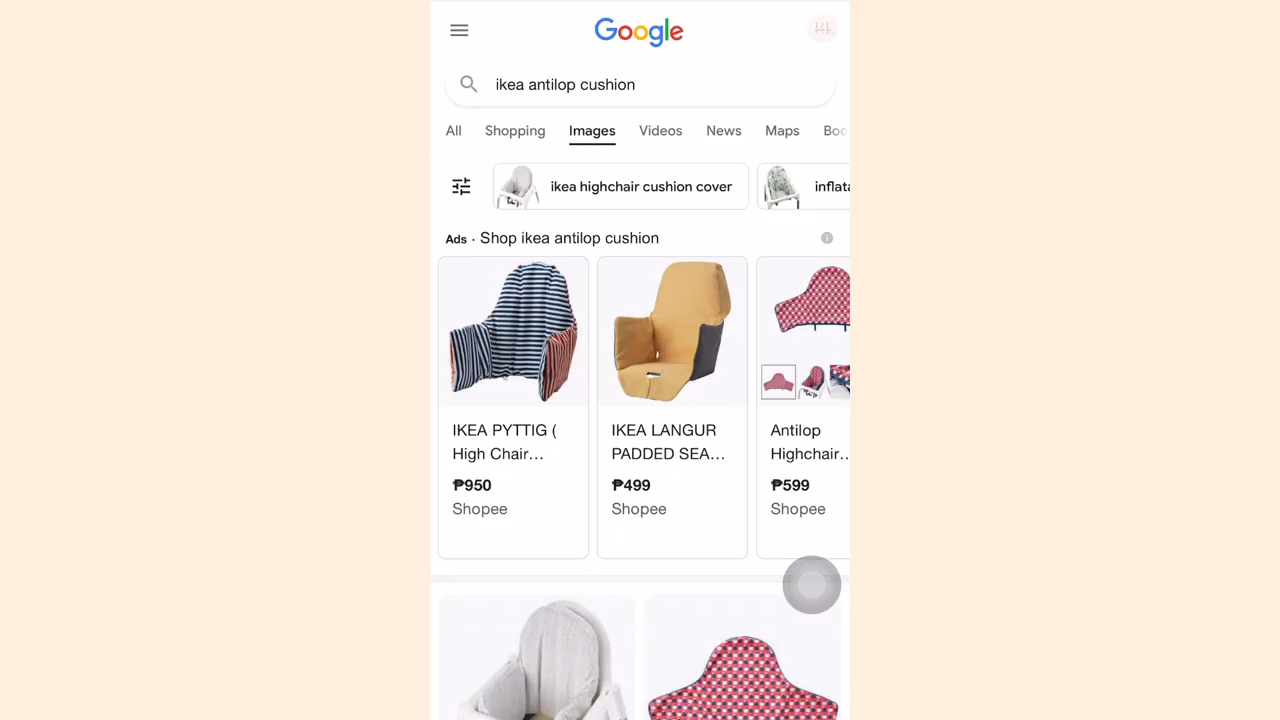 Google
ikea antilop cushion
All Shopping Images Videos News Maps
ikea highchair cushion cover
Ads · Shop ikea antilop cushion
IKEA PYTTIG (
High Chair…
₱950
Shopee
IKEA LANGUR
PADDED SEA…
₱499
Shopee
Antilop
Highchair…
₱599
Shopee